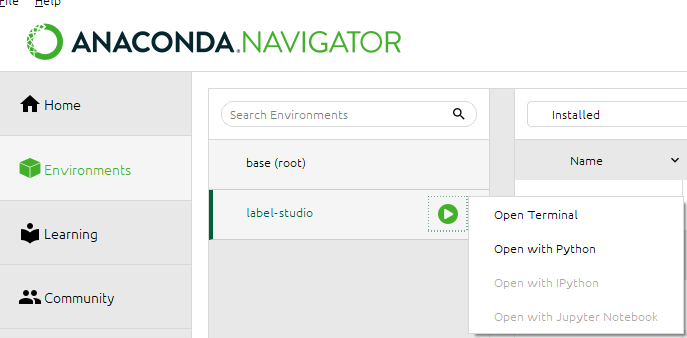 File Help
ANACONDA.NAVIGATOR
Home
Environments
Learning
Community
Search Environments
base (root)
label-studio
Installed
Name
Open Terminal
Open with Python
Open with IPython
Open with Jupyter Notebook